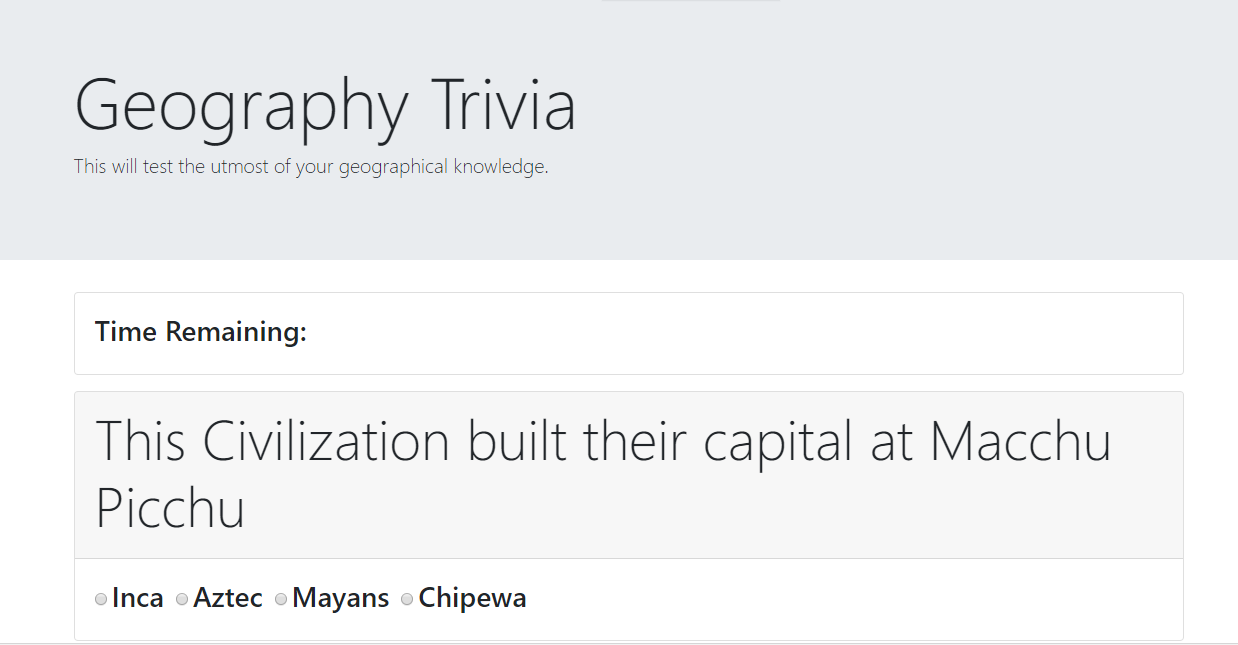 Geography Trivia
This will test the utmost of your geographical knowledge.
Time Remaining:
This Civilization built their capital at Macchu
Picchu
Inca Aztec Mayans Chipewa